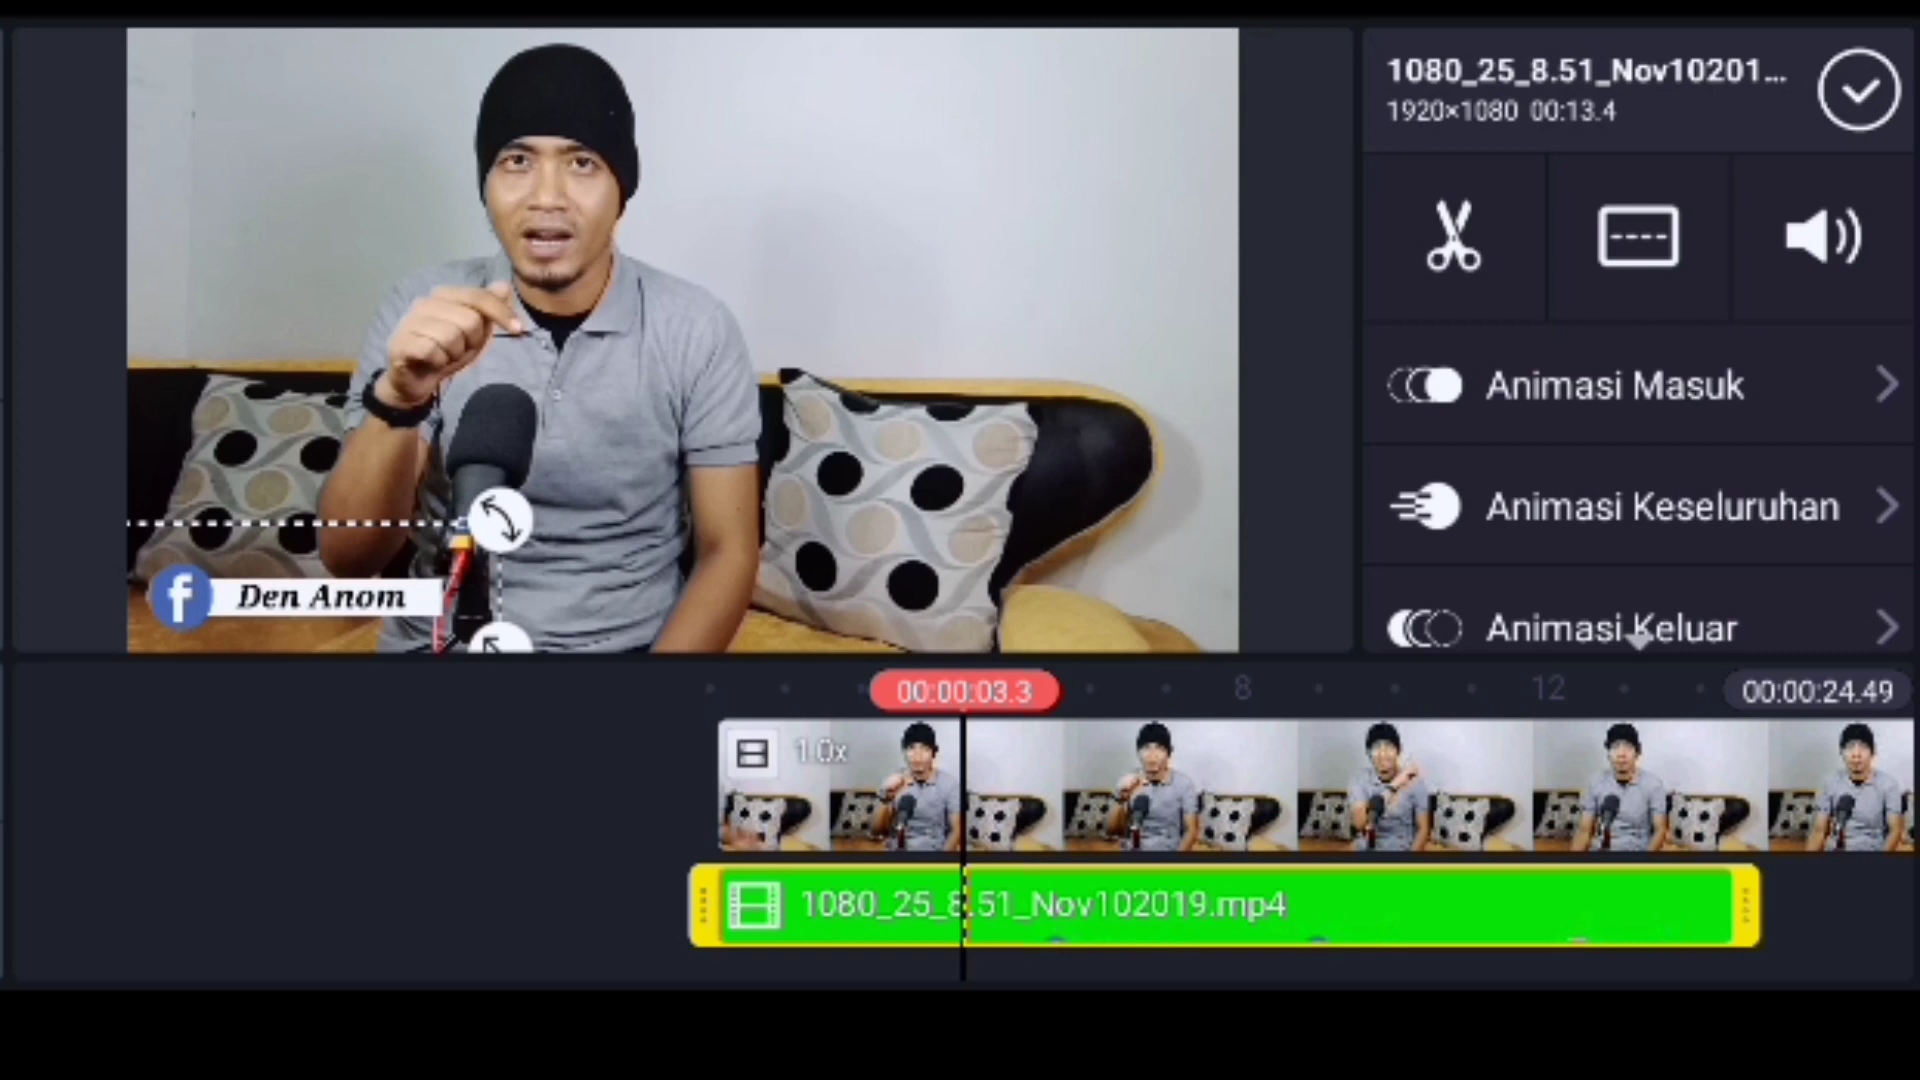 1080_25_8.51_Nov10201...
1920×1080 00:13.4
Animasi Masuk
Animasi Keseluruhan
Animasi Keluar
f Den Anom
00:00:03.3
8
12
00:00:24.49
1.0x
1080_25_8.51_Nov102019.mp4